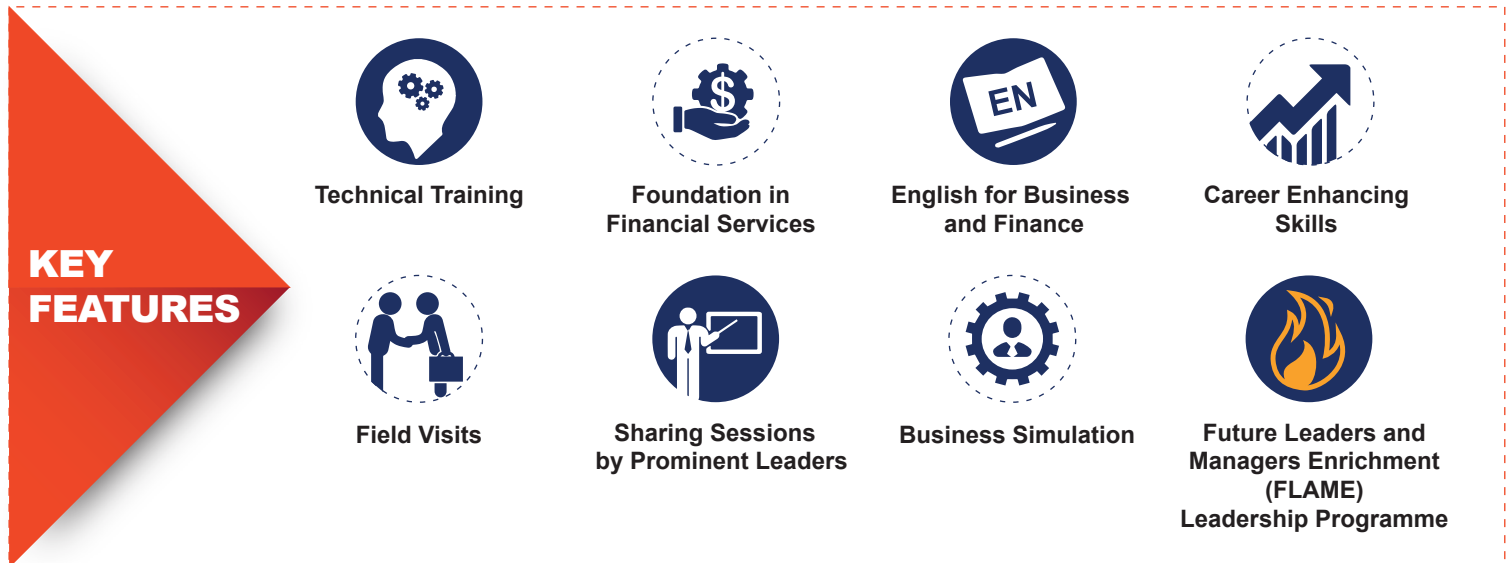 KEY
FEATURES
Technical Training
$
Foundation in
Financial Services
EN
English for Business
and Finance
Career Enhancing
Skills
Field Visits
Sharing Sessions
by Prominent Leaders
Business Simulation
Future Leaders and
Managers Enrichment
(FLAME)
Leadership Programme